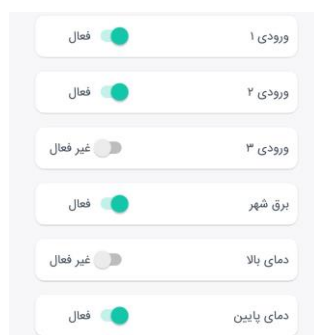 ورودی ۱ فعال
ورودی ۲ فعال
ورودی ۳ غیر فعال
برق شهر فعال
دمای بالا غیر فعال
دمای پایین فعال